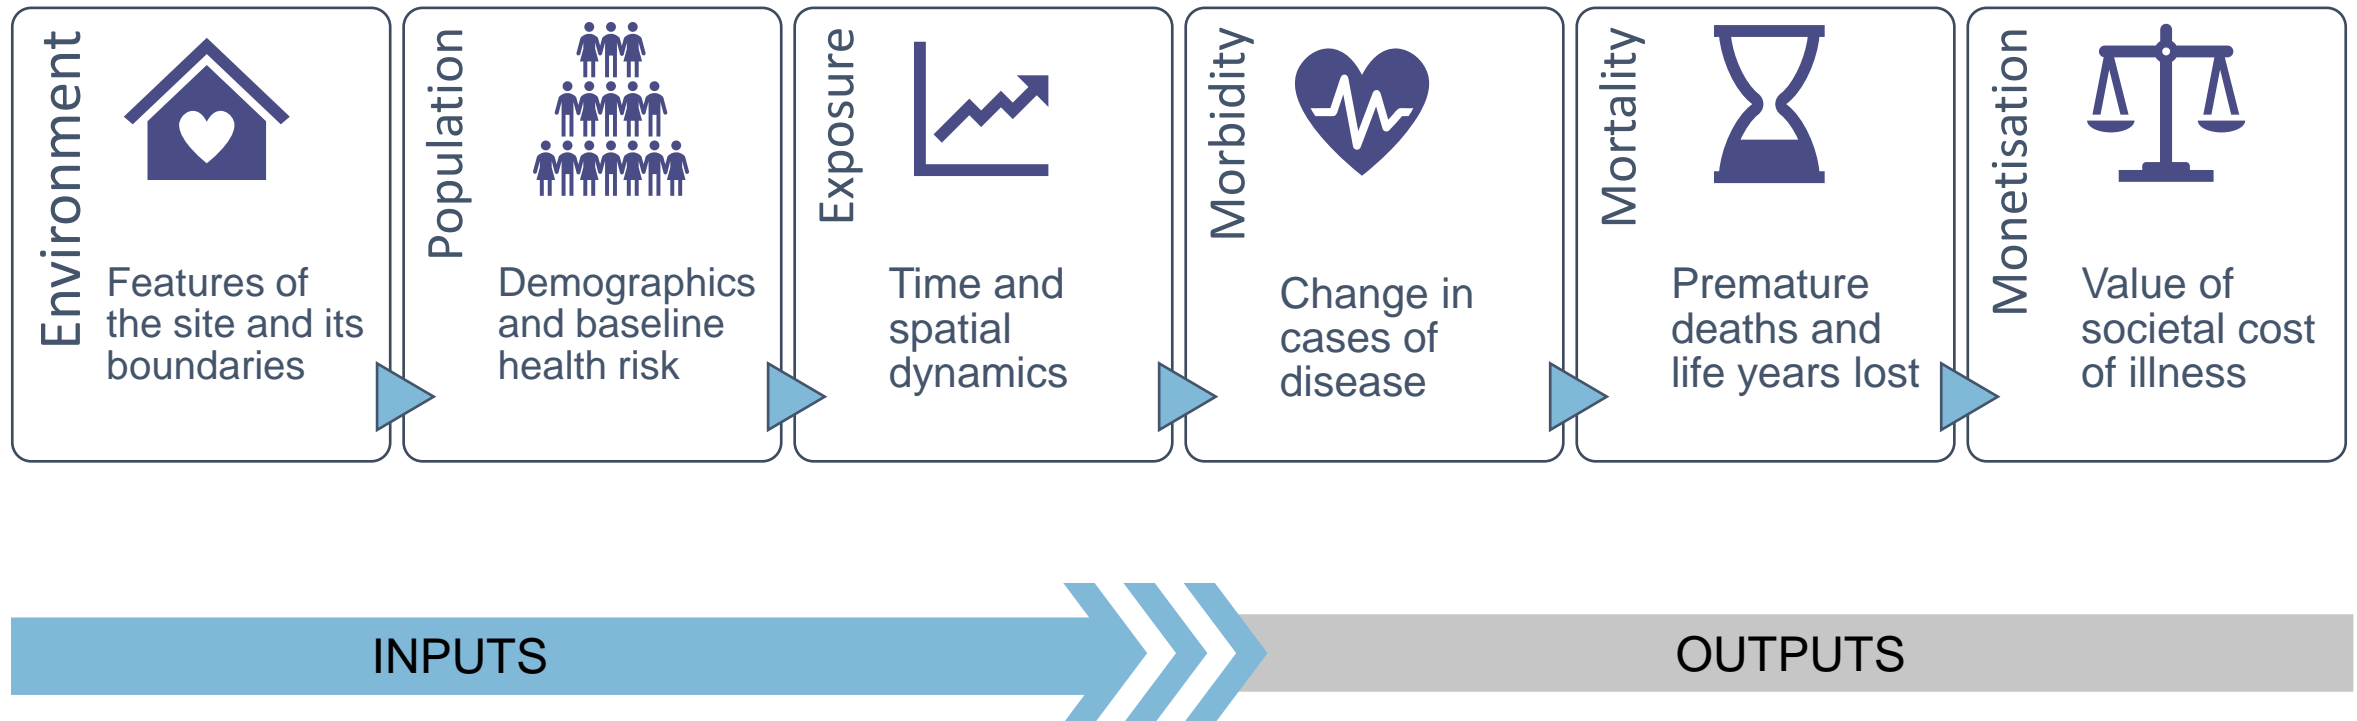 Environment
Features of
the site and its
boundaries
Population
Demographics
and baseline
health risk
Exposure
Time and
spatial
dynamics
Morbidity
Change in
cases of
disease
Mortality
Premature
deaths and
life years lost
Monetisation
Value of
societal cost
of illness
INPUTS
OUTPUTS